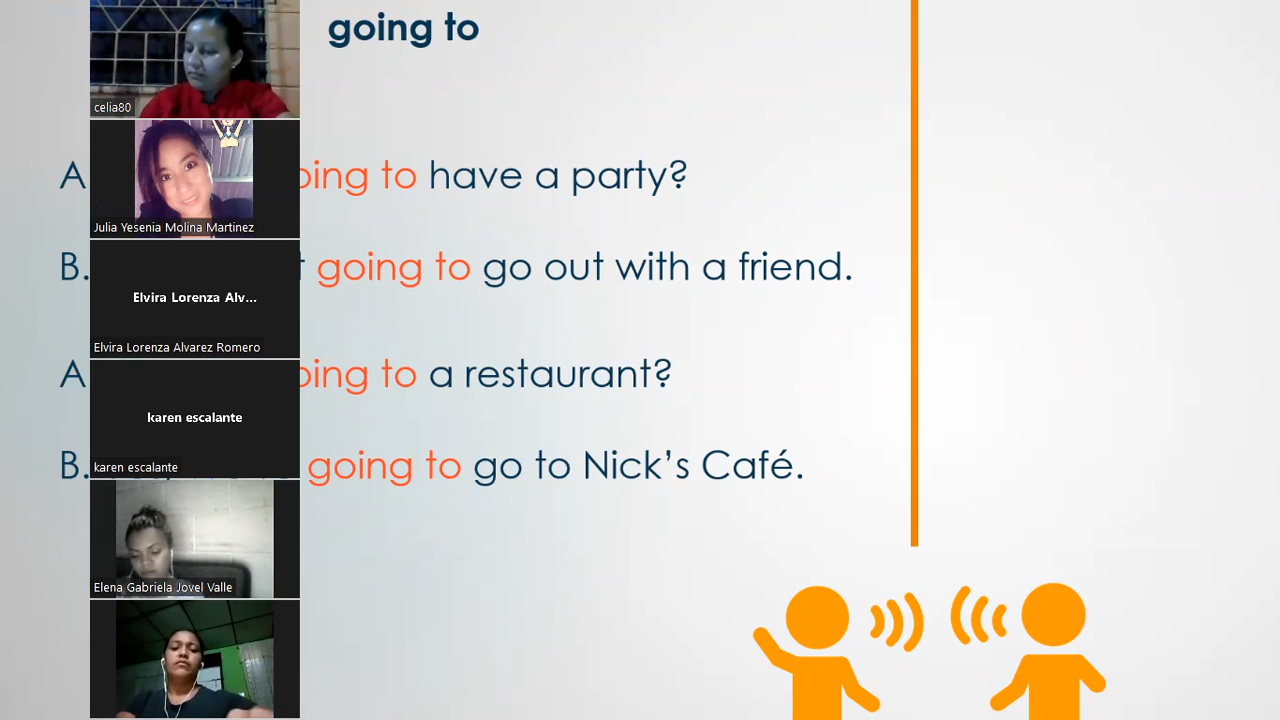 going to
celia80
A
oing to have a party?
Julia Yesenia Molina Martinez
B.
going to go out with a friend.
Elvira Lorenza Alv...
Elvira Lorenza Alvarez Romero
A
oing to a restaurant?
karen escalante
karen escalante
B.
going to go to Nick's Café.
Elena Gabriela Jovel Valle